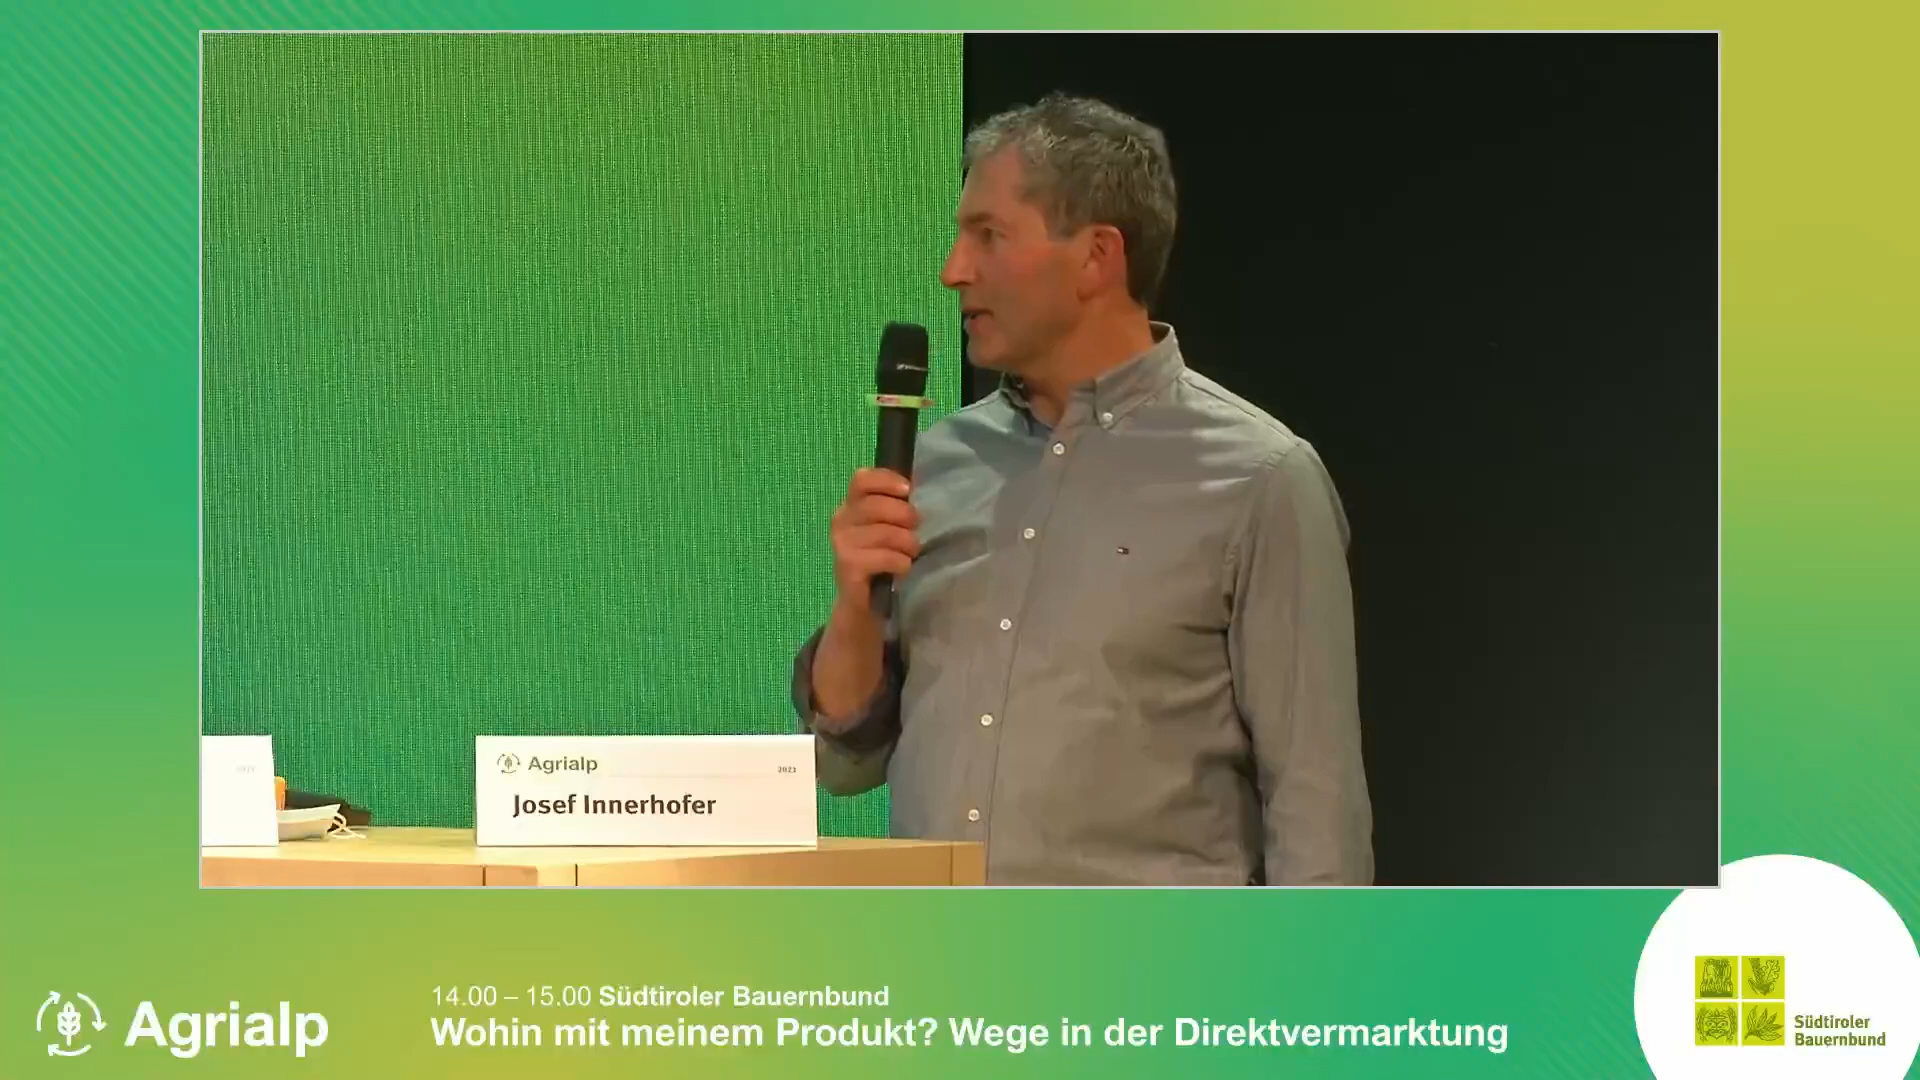 Agrialp
2023
Josef Innerhofer
Agrialp
14.00 – 15.00 Südtiroler Bauernbund
Wohin mit meinem Produkt? Wege in der Direktvermarktung
Südtiroler
Bauernbund